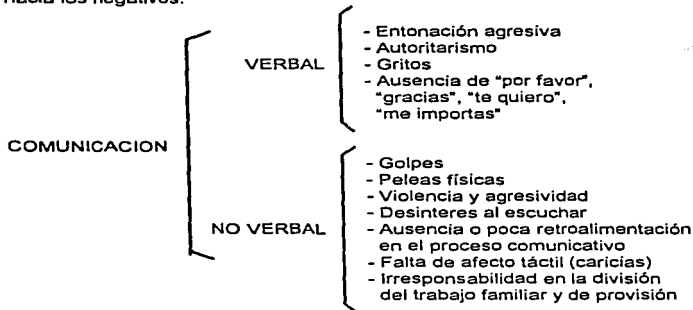 hacia los negativos.
VERBAL
- Entonación agresiva
- Autoritarismo
- Gritos
- Ausencia de "por favor",
"gracias", "te quiero",
"me importas"
COMUNICACION
NO VERBAL
- Golpes
- Peleas físicas
- Violencia y agresividad
- Desinteres al escuchar
- Ausencia o poca retroalimentación
en el proceso comunicativo
- Falta de afecto táctil (caricias)
- Irresponsabilidad en la división
del trabajo familiar y de provisión